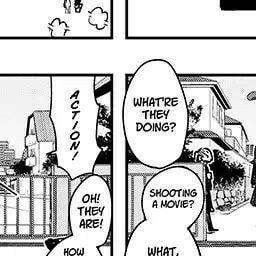 WHAT'RE
THEY
DOING?
SHOOTING
A MOVIE?
WHAT,
ACTION!
OH!
THEY
ARE!
HOW